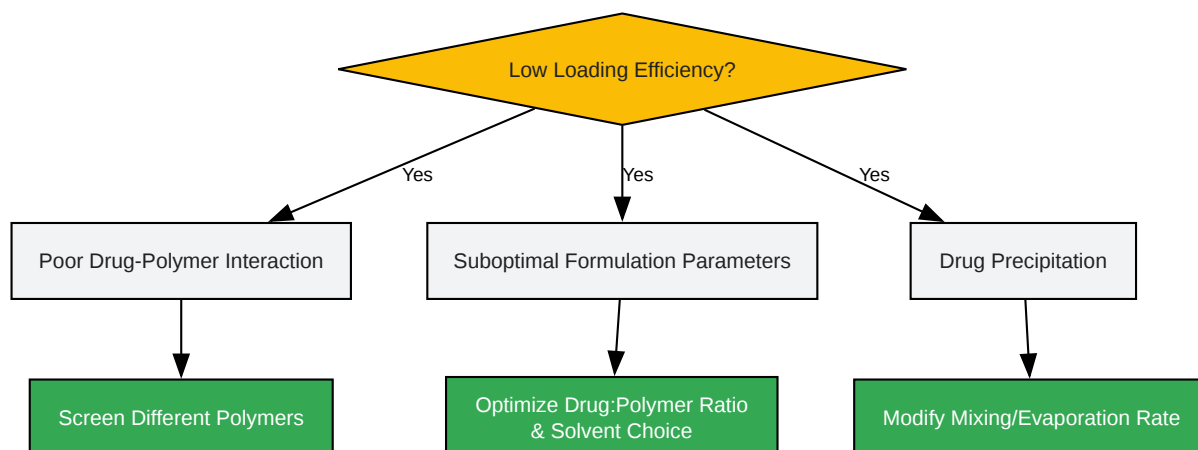 Low Loading Efficiency?
Yes
Yes
Yes
Poor Drug-Polymer Interaction
Suboptimal Formulation Parameters
Drug Precipitation
Screen Different Polymers
Optimize Drug:Polymer Ratio
& Solvent Choice
Modify Mixing/Evaporation Rate